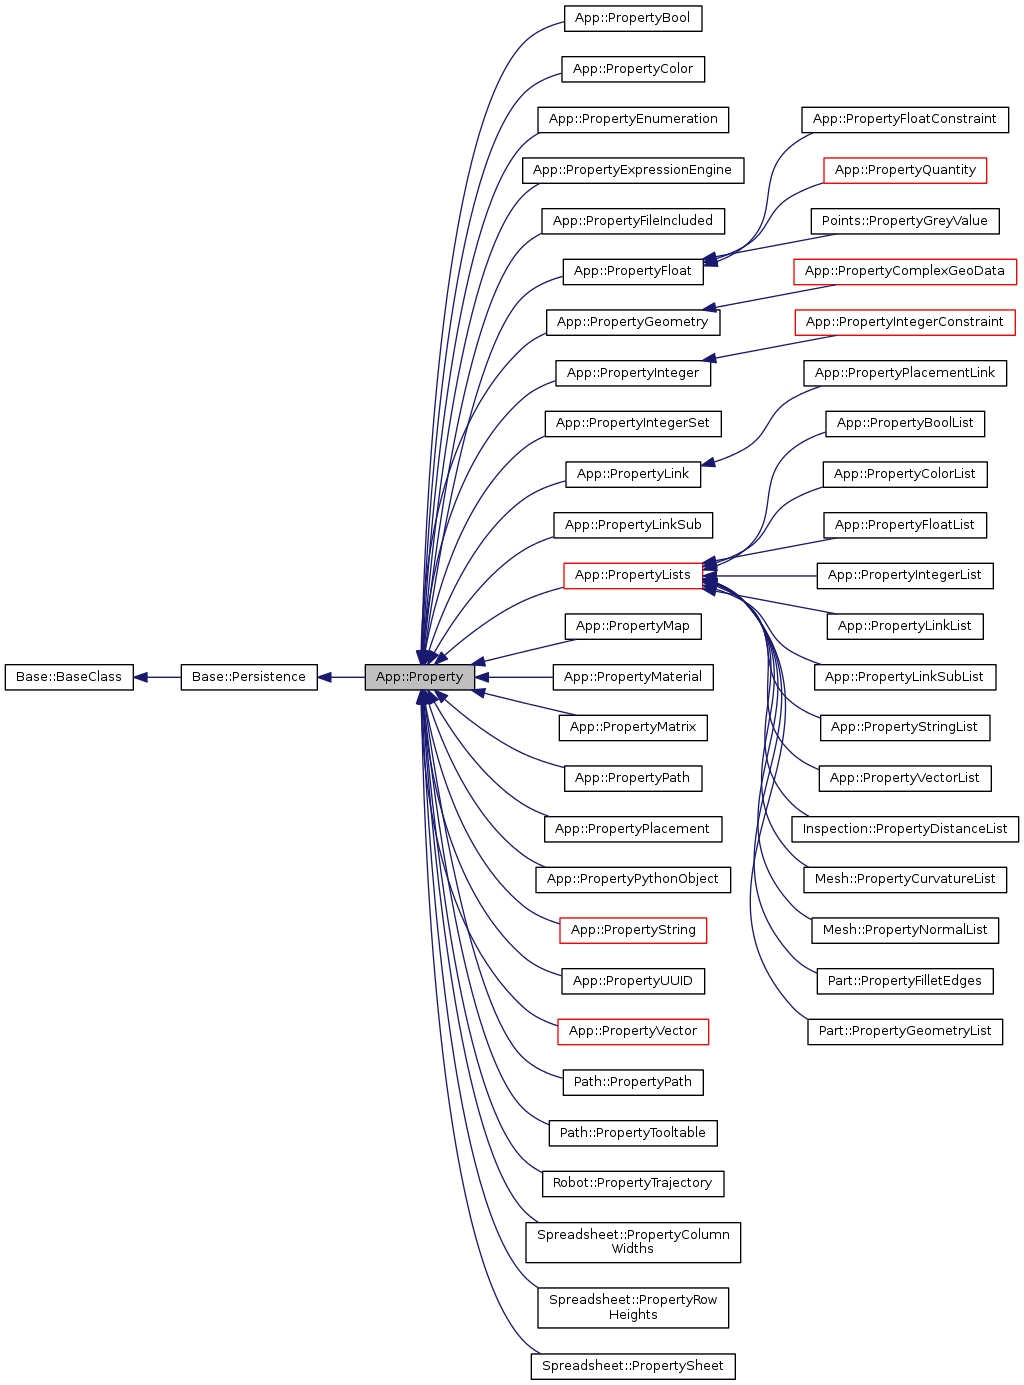 App::PropertyBool
App::PropertyColor
App::PropertyEnumeration
App::PropertyFloatConstraint
App::PropertyExpressionEngine
App::PropertyQuantity
App::PropertyFileIncluded
Points::PropertyGreyValue
App::PropertyFloat
App::PropertyComplexGeoData
App::PropertyGeometry
App::PropertyIntegerConstraint
App::PropertyInteger
App::PropertyPlacementLink
App::PropertyIntegerSet
App::PropertyBoolList
App::PropertyLink
App::PropertyColorList
App::PropertyLinkSub
App::PropertyFloatList
App::PropertyLists
App::PropertyIntegerList
App::PropertyMap
App::PropertyLinkList
Base::BaseClass
Base::Persistence
App::Property
App::PropertyMaterial
App::PropertyLinkSubList
App::PropertyMatrix
App::PropertyStringList
App::PropertyPath
App::PropertyVectorList
App::PropertyPlacement
Inspection::PropertyDistanceList
App::PropertyPythonObject
Mesh::PropertyCurvatureList
App::PropertyString
Mesh::PropertyNormalList
App::PropertyUUID
Part::PropertyFilletEdges
App::PropertyVector
Part::PropertyGeometryList
Path::PropertyPath
Path::PropertyTooltable
Robot::PropertyTrajectory
Spreadsheet::PropertyColumn
Widths
Spreadsheet::PropertyRow
Heights
Spreadsheet::PropertySheet